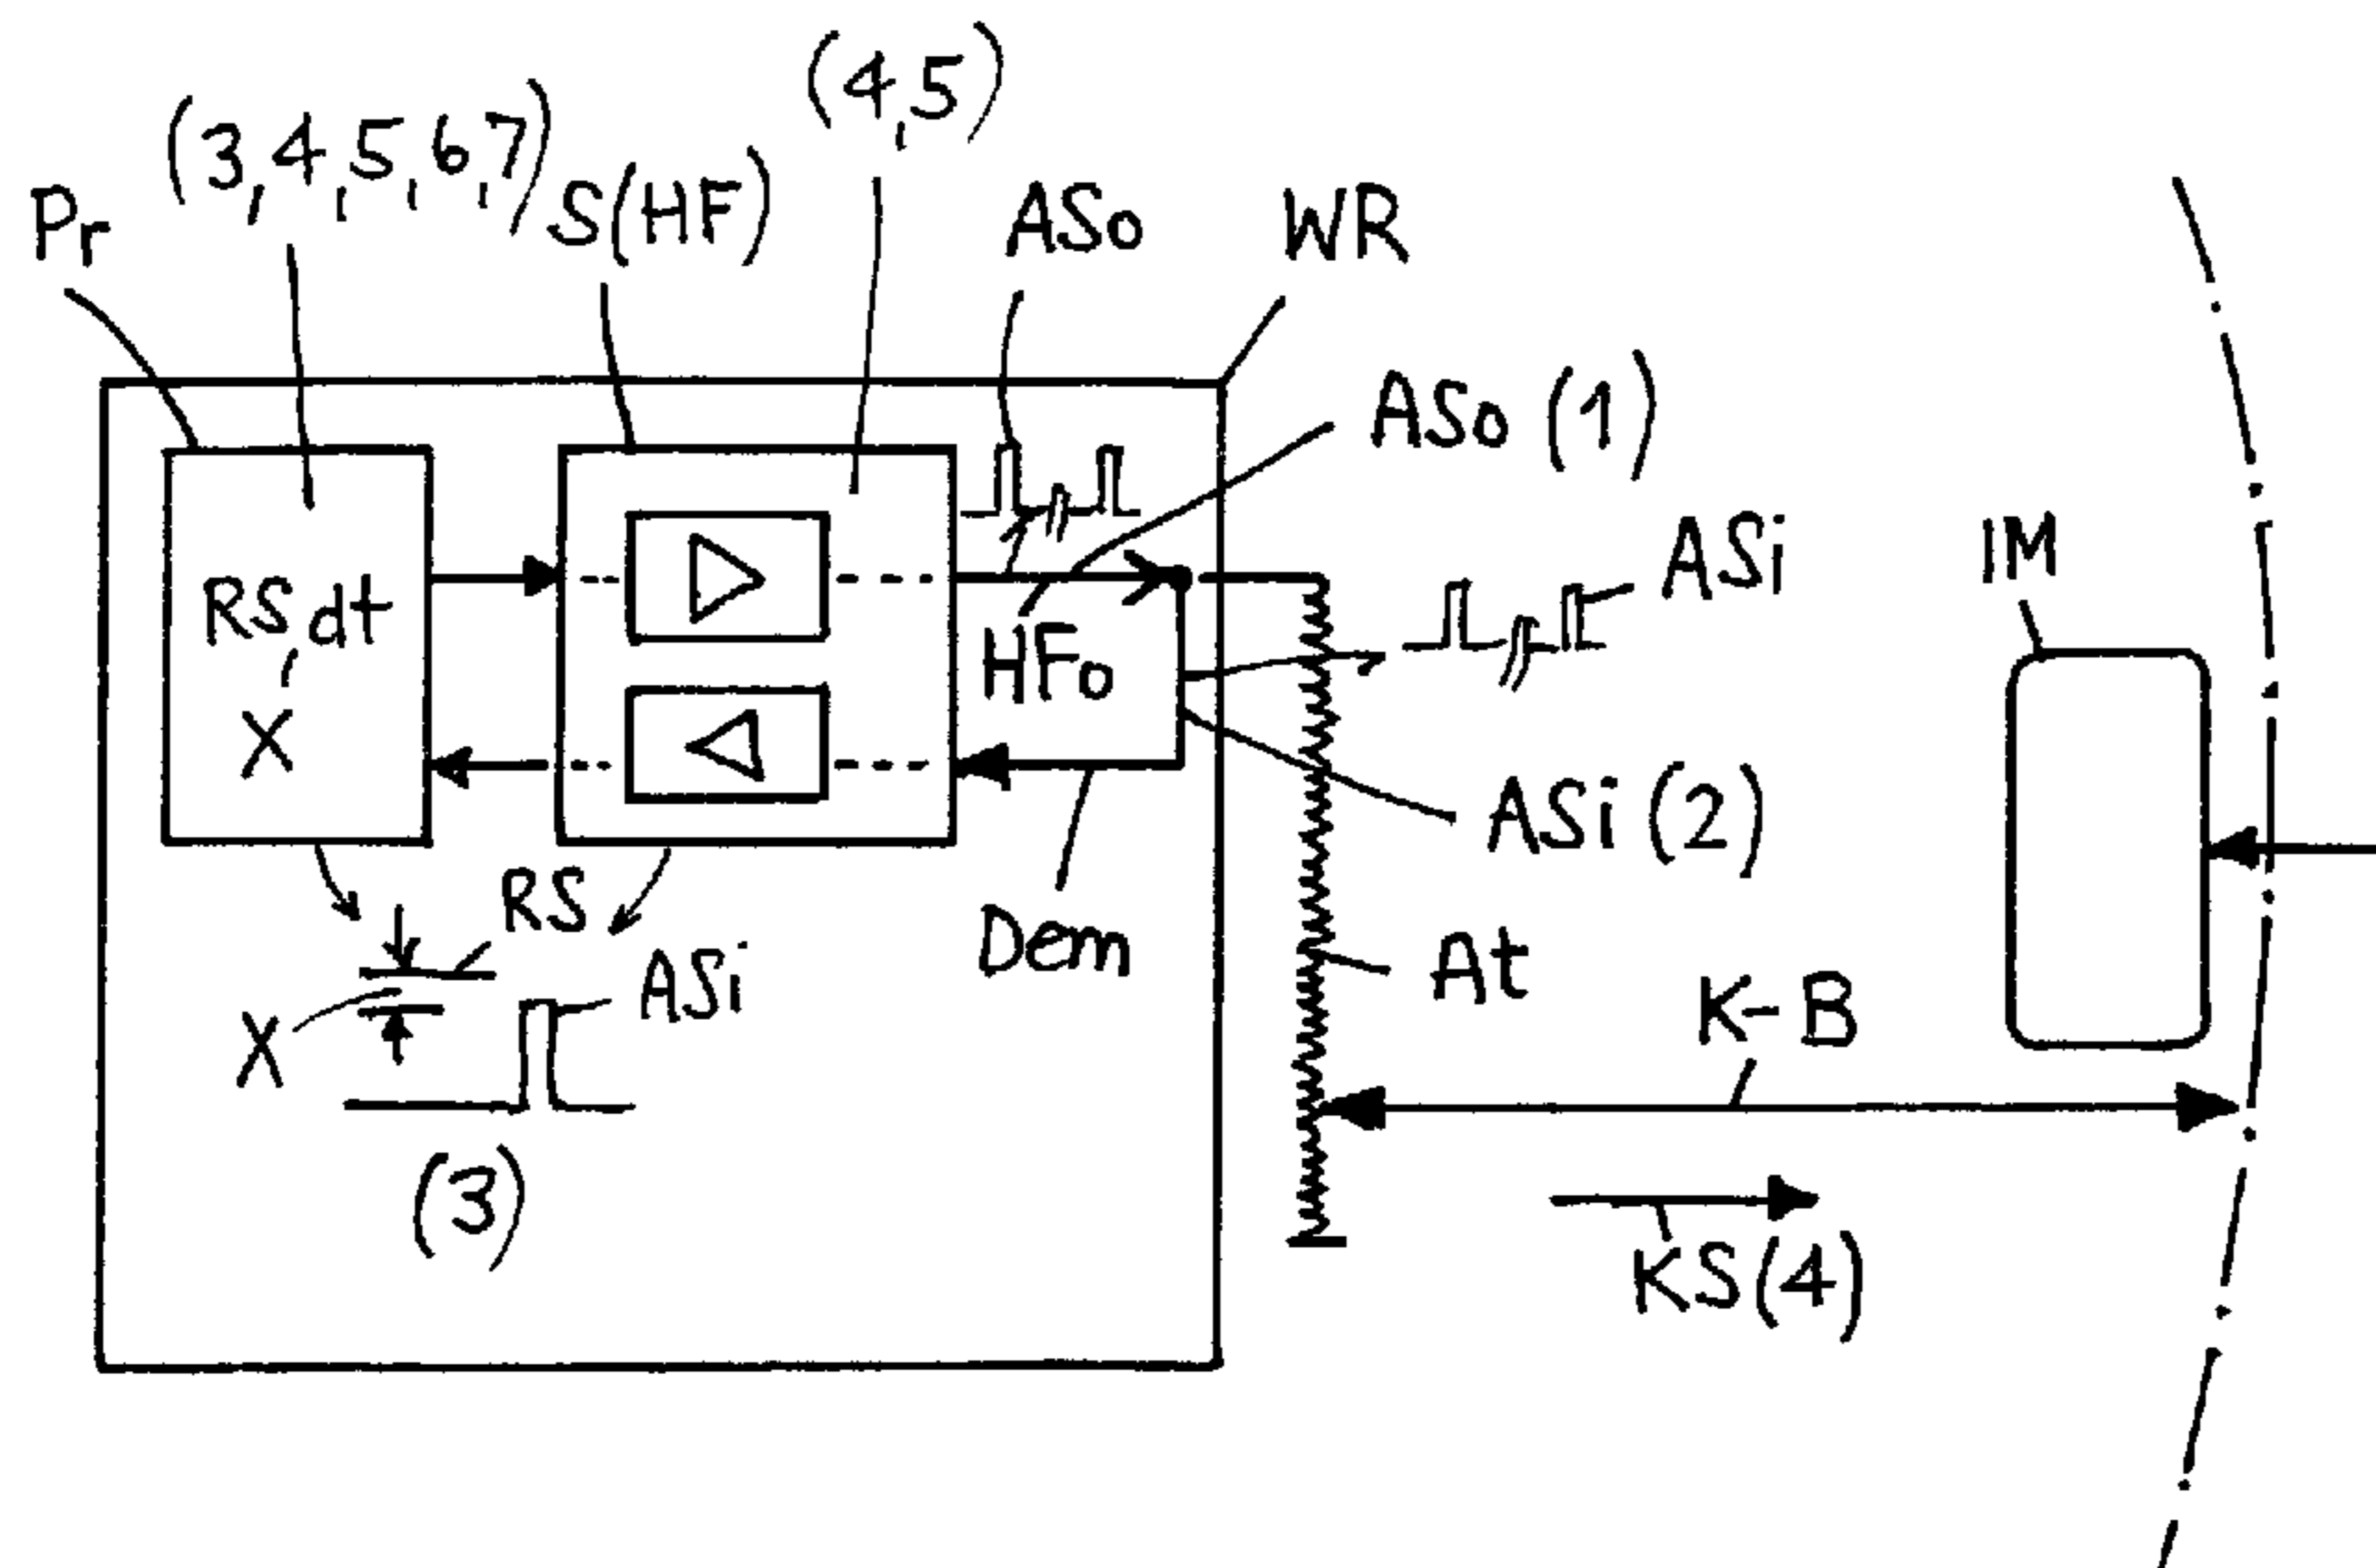 (4,5)
(3,4,5,6,7)
Pr
S(HF)
ASo
WR
ASo (1)
ASi
IM
RS dt
X
HFo
ASi (2)
RS
Dem
At
ASi
X
K-B
(3)
KS(4)